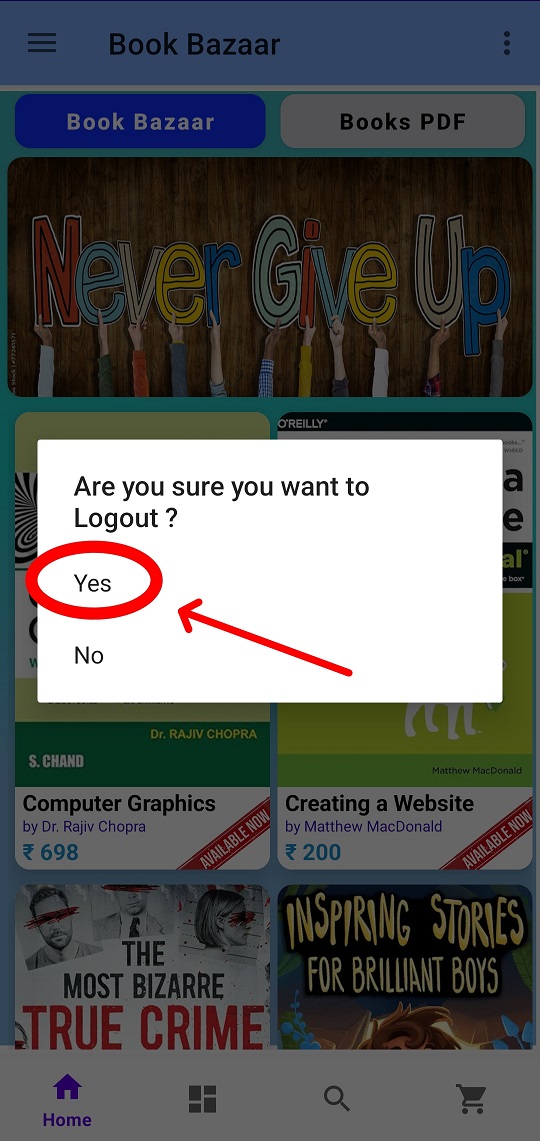 Book Bazaar
Book Bazaar
Books PDF
Never Give Up
O'REILLY®
Are you sure you want to
Logout ?
Yes
No
Dr. RAJIV CHOPRA
S. CHAND
Matthew MacDonald
Computer Graphics
by Dr. Rajiv Chopra
₹ 698
AVAILABLE NOW
Creating a Website
by Matthew MacDonald
₹ 200
AVAILABLE NOW
THE
MOST BIZARRE
TRUE CRIME
INSPIRING STORIES
FOR BRILLIANT BOYS
Home